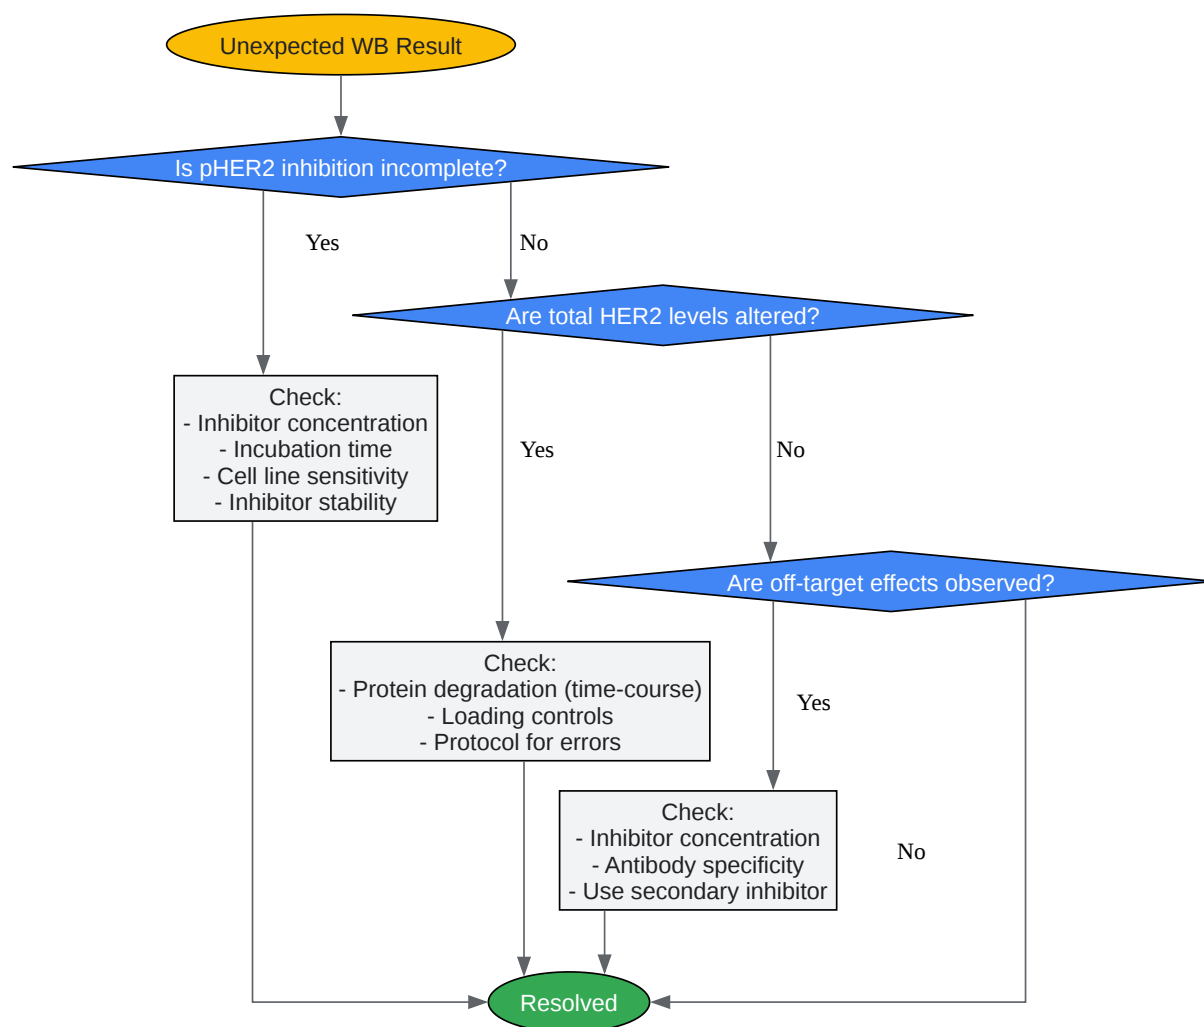 Unexpected WB Result
Is pHER2 inhibition incomplete?
Yes
No
Are total HER2 levels altered?
Check:
- Inhibitor concentration
- Incubation time
- Cell line sensitivity
- Inhibitor stability
Yes
No
Are off-target effects observed?
Check:
- Protein degradation (time-course)
- Loading controls
- Protocol for errors
Yes
Check:
- Inhibitor concentration
- Antibody specificity
- Use secondary inhibitor
No
Resolved